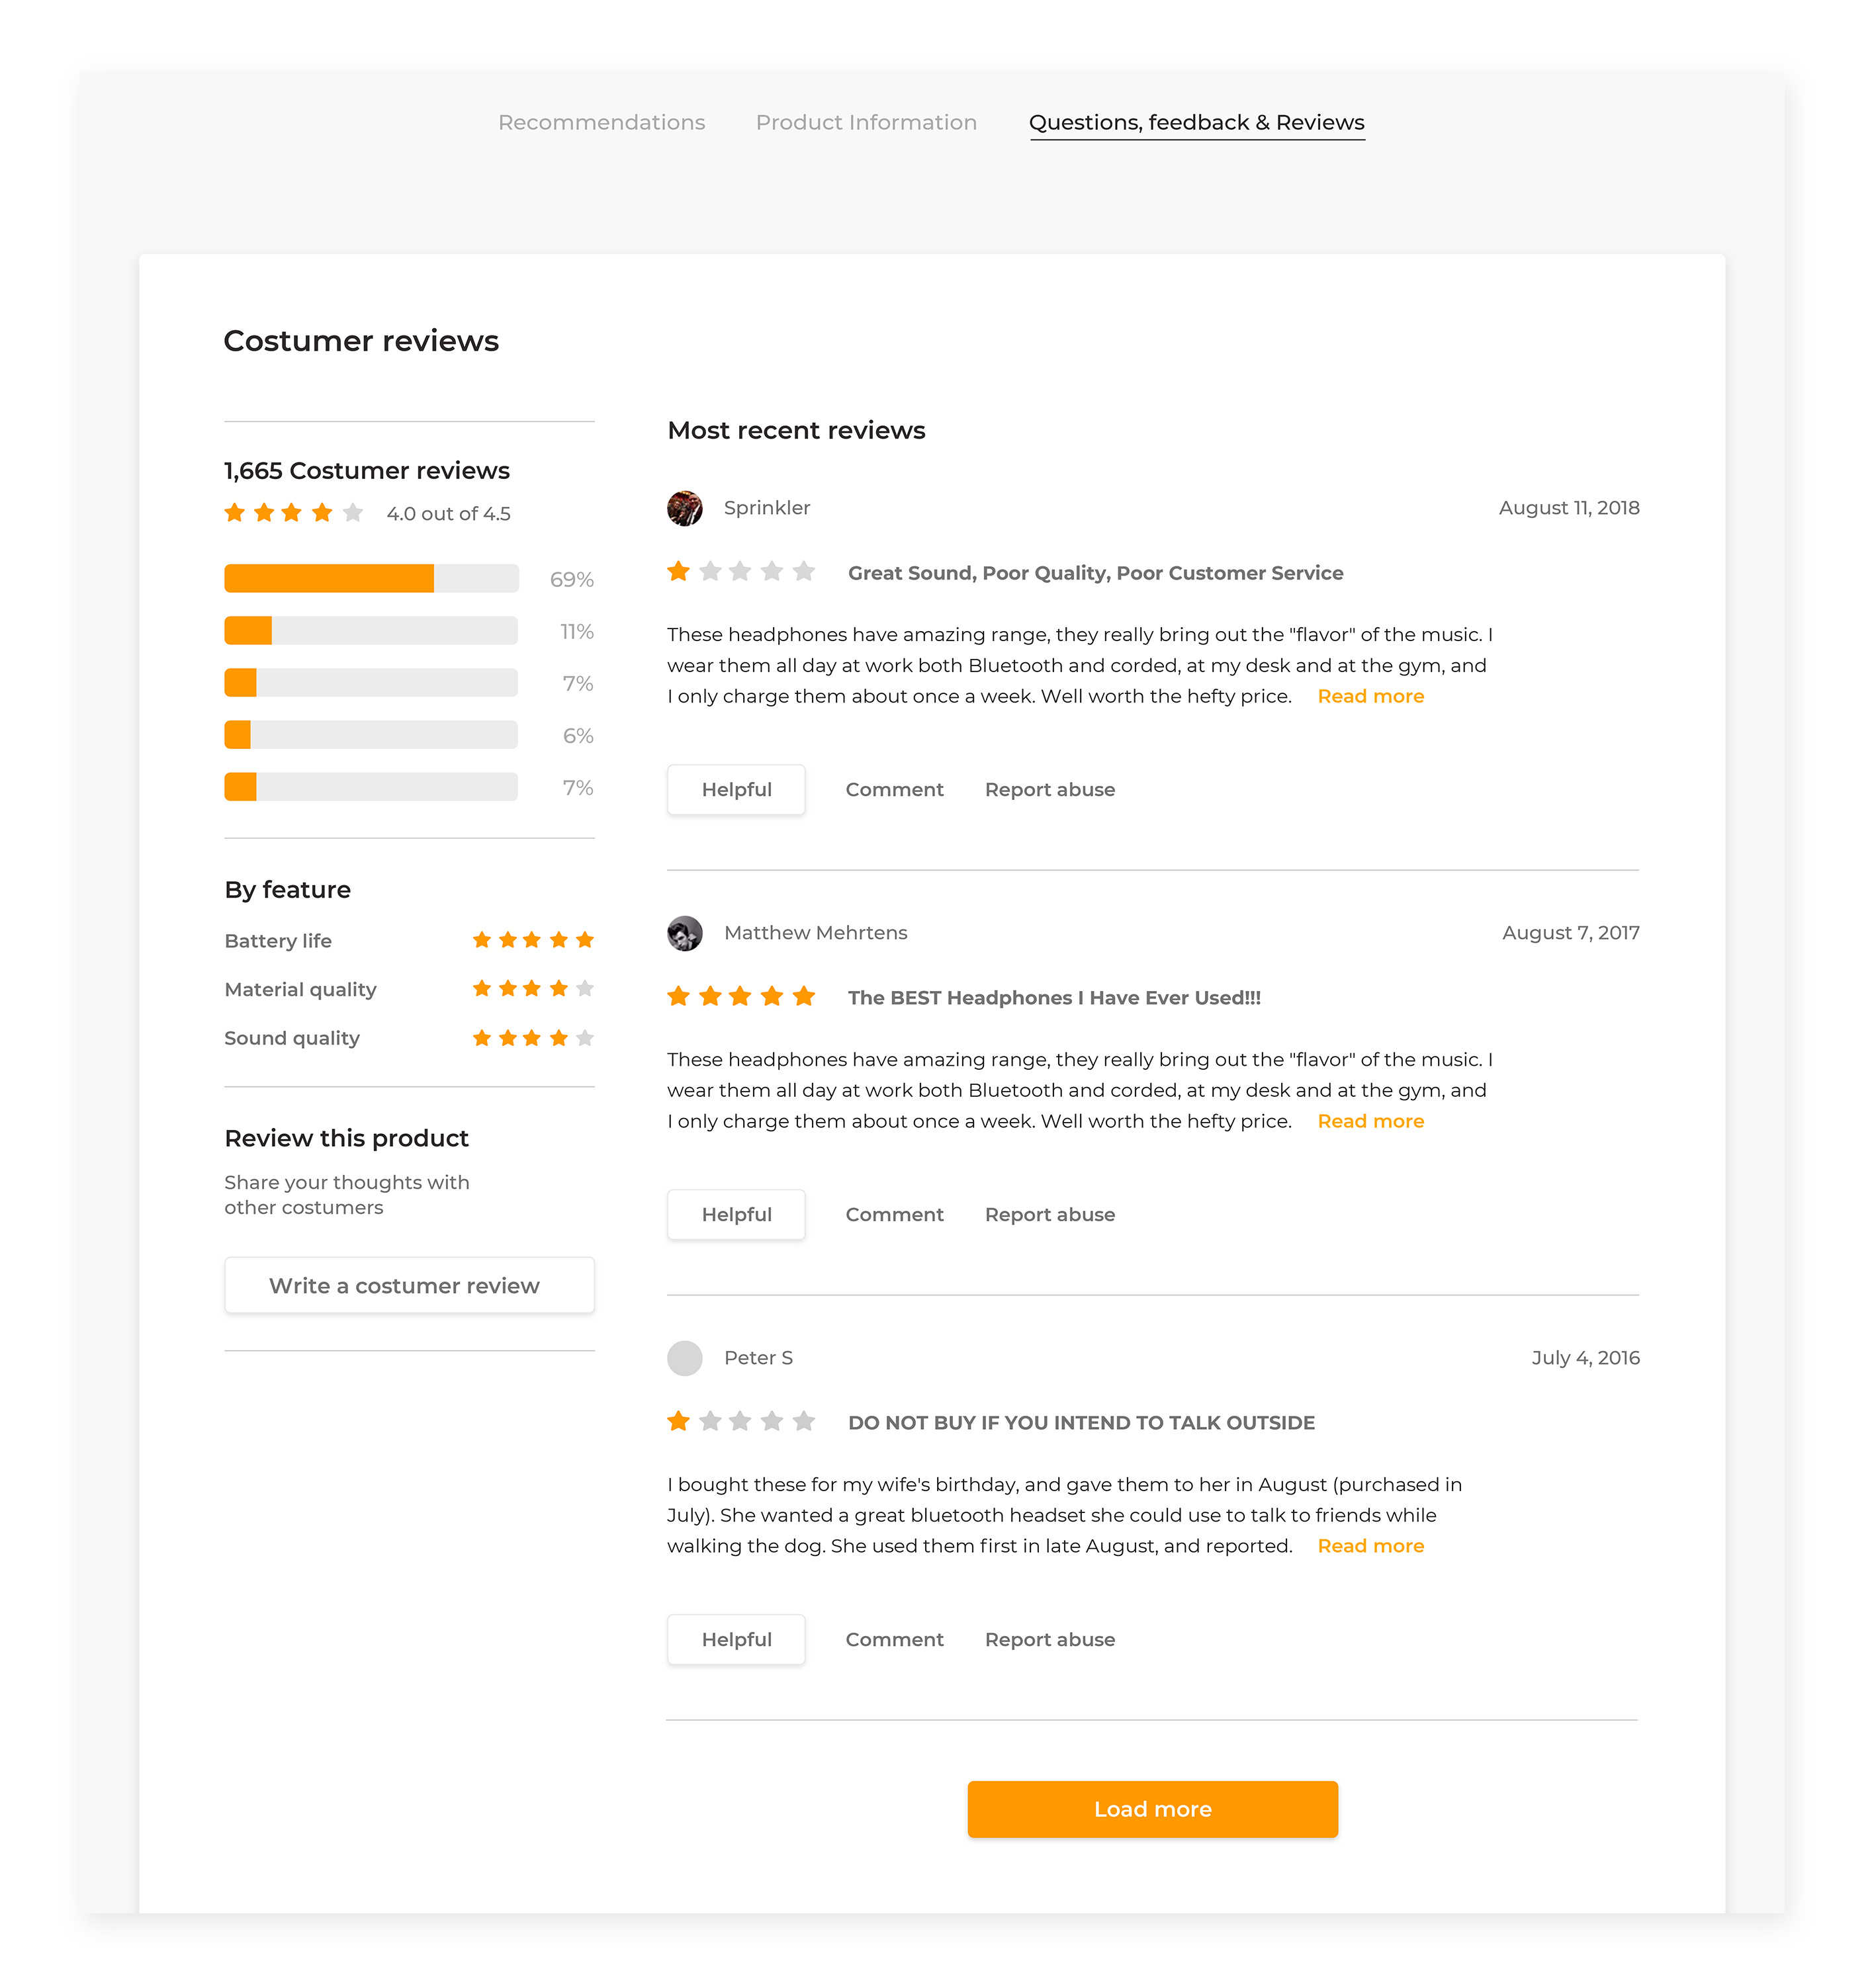 Recommendations
Product Information
Questions, feedback & Reviews
Costumer reviews
1,665 Costumer reviews
4.0 out of 4.5
69%
11%
7%
6%
7%
By feature
Battery life
Material quality
Sound quality
Review this product
Share your thoughts with
other costumers
Write a costumer review
Most recent reviews
Sprinkler
August 11, 2018
Great Sound, Poor Quality, Poor Customer Service
These headphones have amazing range, they really bring out the "flavor" of the music. I
wear them all day at work both Bluetooth and corded, at my desk and at the gym, and
I only charge them about once a week. Well worth the hefty price. Read more
Helpful
Comment
Report abuse
Matthew Mehrtens
August 7, 2017
The BEST Headphones I Have Ever Used!!!
These headphones have amazing range, they really bring out the "flavor" of the music. I
wear them all day at work both Bluetooth and corded, at my desk and at the gym, and
I only charge them about once a week. Well worth the hefty price. Read more
Helpful
Comment
Report abuse
Peter S
July 4, 2016
DO NOT BUY IF YOU INTEND TO TALK OUTSIDE
I bought these for my wife's birthday, and gave them to her in August (purchased in
July). She wanted a great bluetooth headset she could use to talk to friends while
walking the dog. She used them first in late August, and reported. Read more
Helpful
Comment
Report abuse
Load more